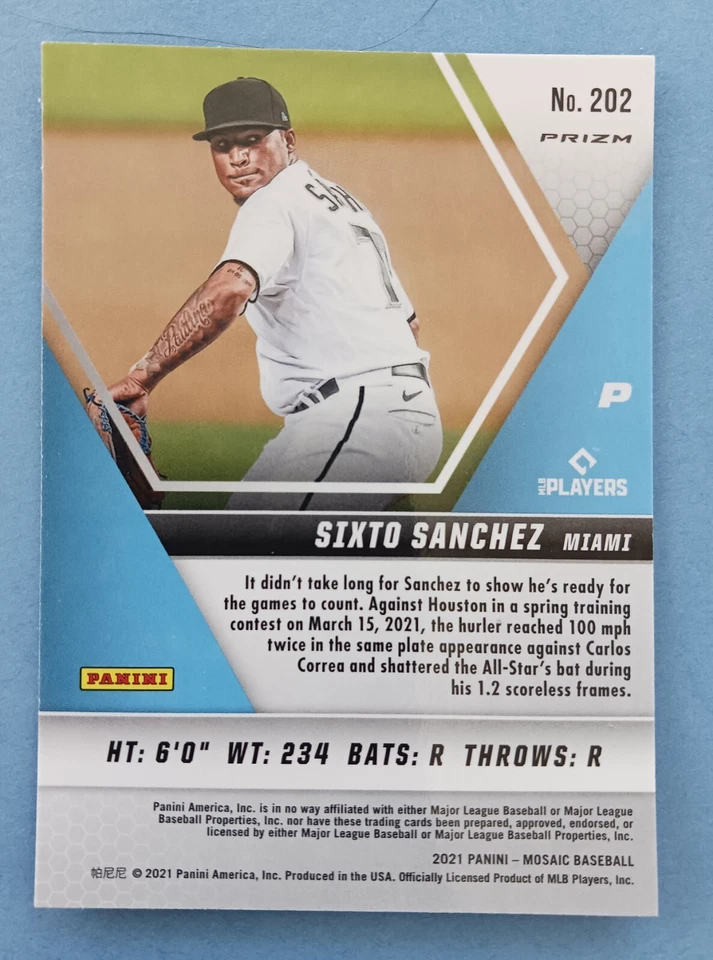 No. 202
PRIZM
P
MLB PLAYERS
SIXTO SANCHEZ MIAMI
It didn't take long for Sanchez to show he's ready for
the games to count. Against Houston in a spring training
contest on March 15, 2021, the hurler reached 100 mph
twice in the same plate appearance against Carlos
Correa and shattered the All-Star's bat during
his 1.2 scoreless frames.
PANINI
HT: 6'0" WT: 234 BATS: R THROWS: R
Panini America, Inc. is in no way affiliated with either Major League Baseball or Major League
Baseball Properties, Inc. nor have these trading cards been prepared, approved, endorsed, or
licensed by either Major League Baseball or Major League Baseball Properties, Inc.
2021 PANINI – MOSAIC BASEBALL
帕尼尼 © 2021 Panini America, Inc. Produced in the USA. Officially Licensed Product of MLB Players, Inc.